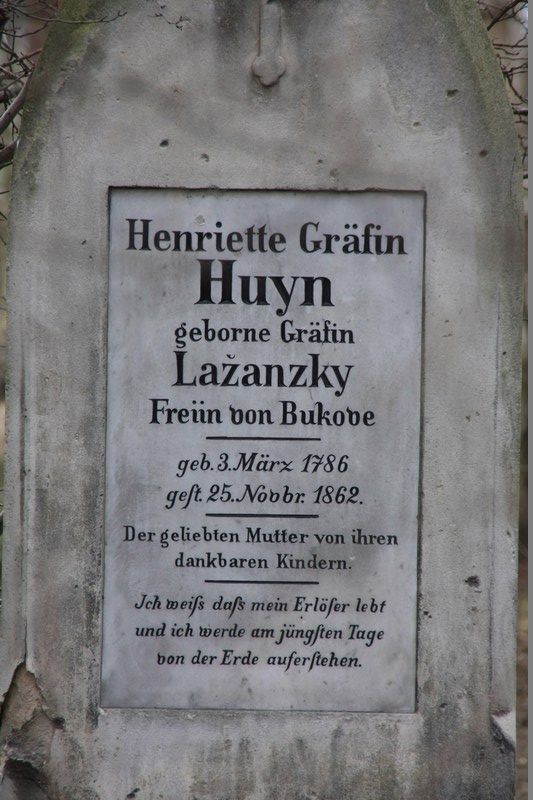 Henriette Gräfin
Huyn
geborne Gräfin
Lažanzky
Freiin von Bukove
geb. 3. März 1786
geſt. 25. Novbr. 1862.
Der geliebten Mutter von ihren
dankbaren Kindern.
Ich weiſs daſs mein Erlöſer lebt
und ich werde am jüngſten Tage
von der Erde auferſtehen.